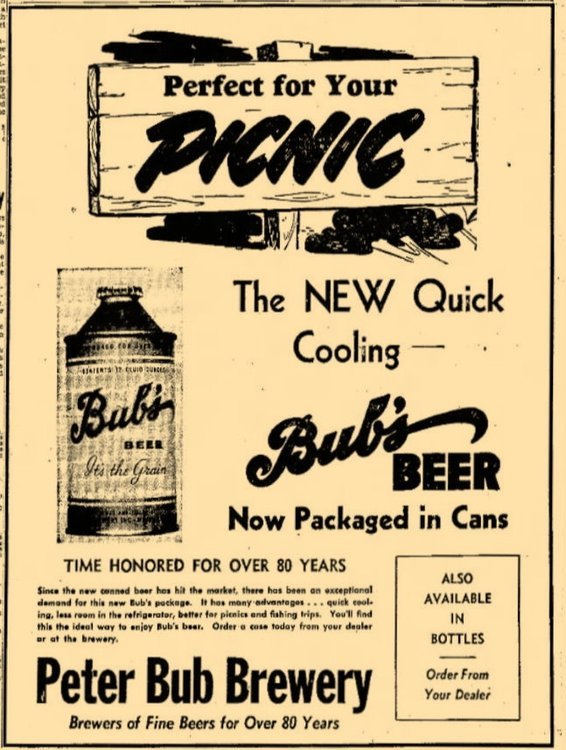 Perfect for Your
PICNIC
The NEW Quick
Cooling —
CONTENTS 12 FLUID OUNCES
Bub's
BEER
It's the Grain
Bub's
BEER
Now Packaged in Cans
TIME HONORED FOR OVER 80 YEARS
Since the new canned beer has hit the market, there has been an exceptional
demand for this new Bub's package. It has many advantages . . . quick cool-
ing, less room in the refrigerator, better for picnics and fishing trips. You'll find
this the ideal way to enjoy Bub's beer. Order a case today from your dealer
or at the brewery.
Peter Bub Brewery
Brewers of Fine Beers for Over 80 Years
ALSO
AVAILABLE
IN
BOTTLES
Order From
Your Dealer